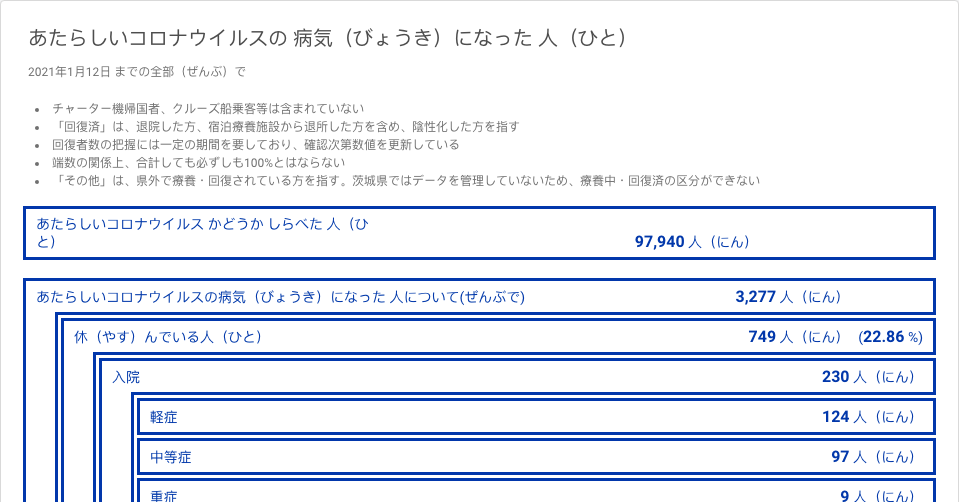 あたらしいコロナウイルスの 病気（びょうき）になった 人（ひと）
2021年1月12日 までの全部（ぜんぶ）で
チャーター機帰国者、クルーズ船乗客等は含まれていない
「回復済」は、退院した方、宿泊療養施設から退所した方を含め、陰性化した方を指す
回復者数の把握には一定の期間を要しており、確認次第数値を更新している
端数の関係上、合計しても必ずしも100%とはならない
「その他」は、県外で療養・回復されている方を指す。茨城県ではデータを管理していないため、療養中・回復済の区分ができない
あたらしいコロナウイルス かどうか しらべた 人（ひ
と） 97,940 人（にん）
あたらしいコロナウイルスの病気（びょうき）になった 人について(ぜんぶで) 3,277 人（にん）
休（やす）んでいる人（ひと） 749 人（にん） (22.86 %)
入院 230 人（にん）
軽症 124 人（にん）
中等症 97 人（にん）
重症 9 人（にん）